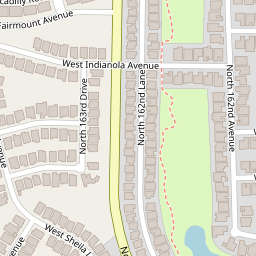 Fairmount Avenue
West Indianola Avenue
North 163rd Drive
North 162nd Lane
North 162nd Avenue
West Sheila